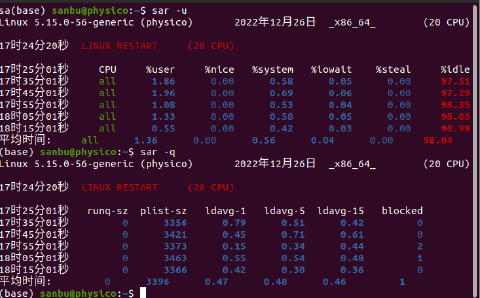 sa(base) sanbu@physico:~$ sar -u
Linux 5.15.0-56-generic (physico) 2022年12月26日 _x86_64_ (20 CPU)
17时24分20秒 LINUX RESTART (20 CPU)
17时25分01秒 CPU %user %nice %system %iowait %steal %idle
17时35分01秒 all 1.86 0.00 0.58 0.05 0.00 97.51
17时45分01秒 all 1.96 0.00 0.69 0.06 0.00 97.29
17时55分01秒 all 1.08 0.00 0.53 0.04 0.00 98.35
18时05分01秒 all 1.33 0.00 0.58 0.05 0.00 98.03
18时15分01秒 all 0.55 0.00 0.42 0.03 0.00 98.99
平均时间: all 1.36 0.00 0.56 0.04 0.00 98.04
(base) sanbu@physico:~$ sar -q
Linux 5.15.0-56-generic (physico) 2022年12月26日 _x86_64_ (20 CPU)
17时24分20秒 LINUX RESTART (20 CPU)
17时25分01秒 runq-sz plist-sz ldavg-1 ldavg-5 ldavg-15 blocked
17时35分01秒 0 3356 0.79 0.51 0.42 0
17时45分01秒 0 3421 0.45 0.71 0.61 0
17时55分01秒 0 3373 0.15 0.34 0.44 2
18时05分01秒 0 3463 0.55 0.54 0.48 1
18时15分01秒 0 3366 0.42 0.30 0.36 0
平均时间: 0 3396 0.47 0.48 0.46 1
(base) sanbu@physico:~$